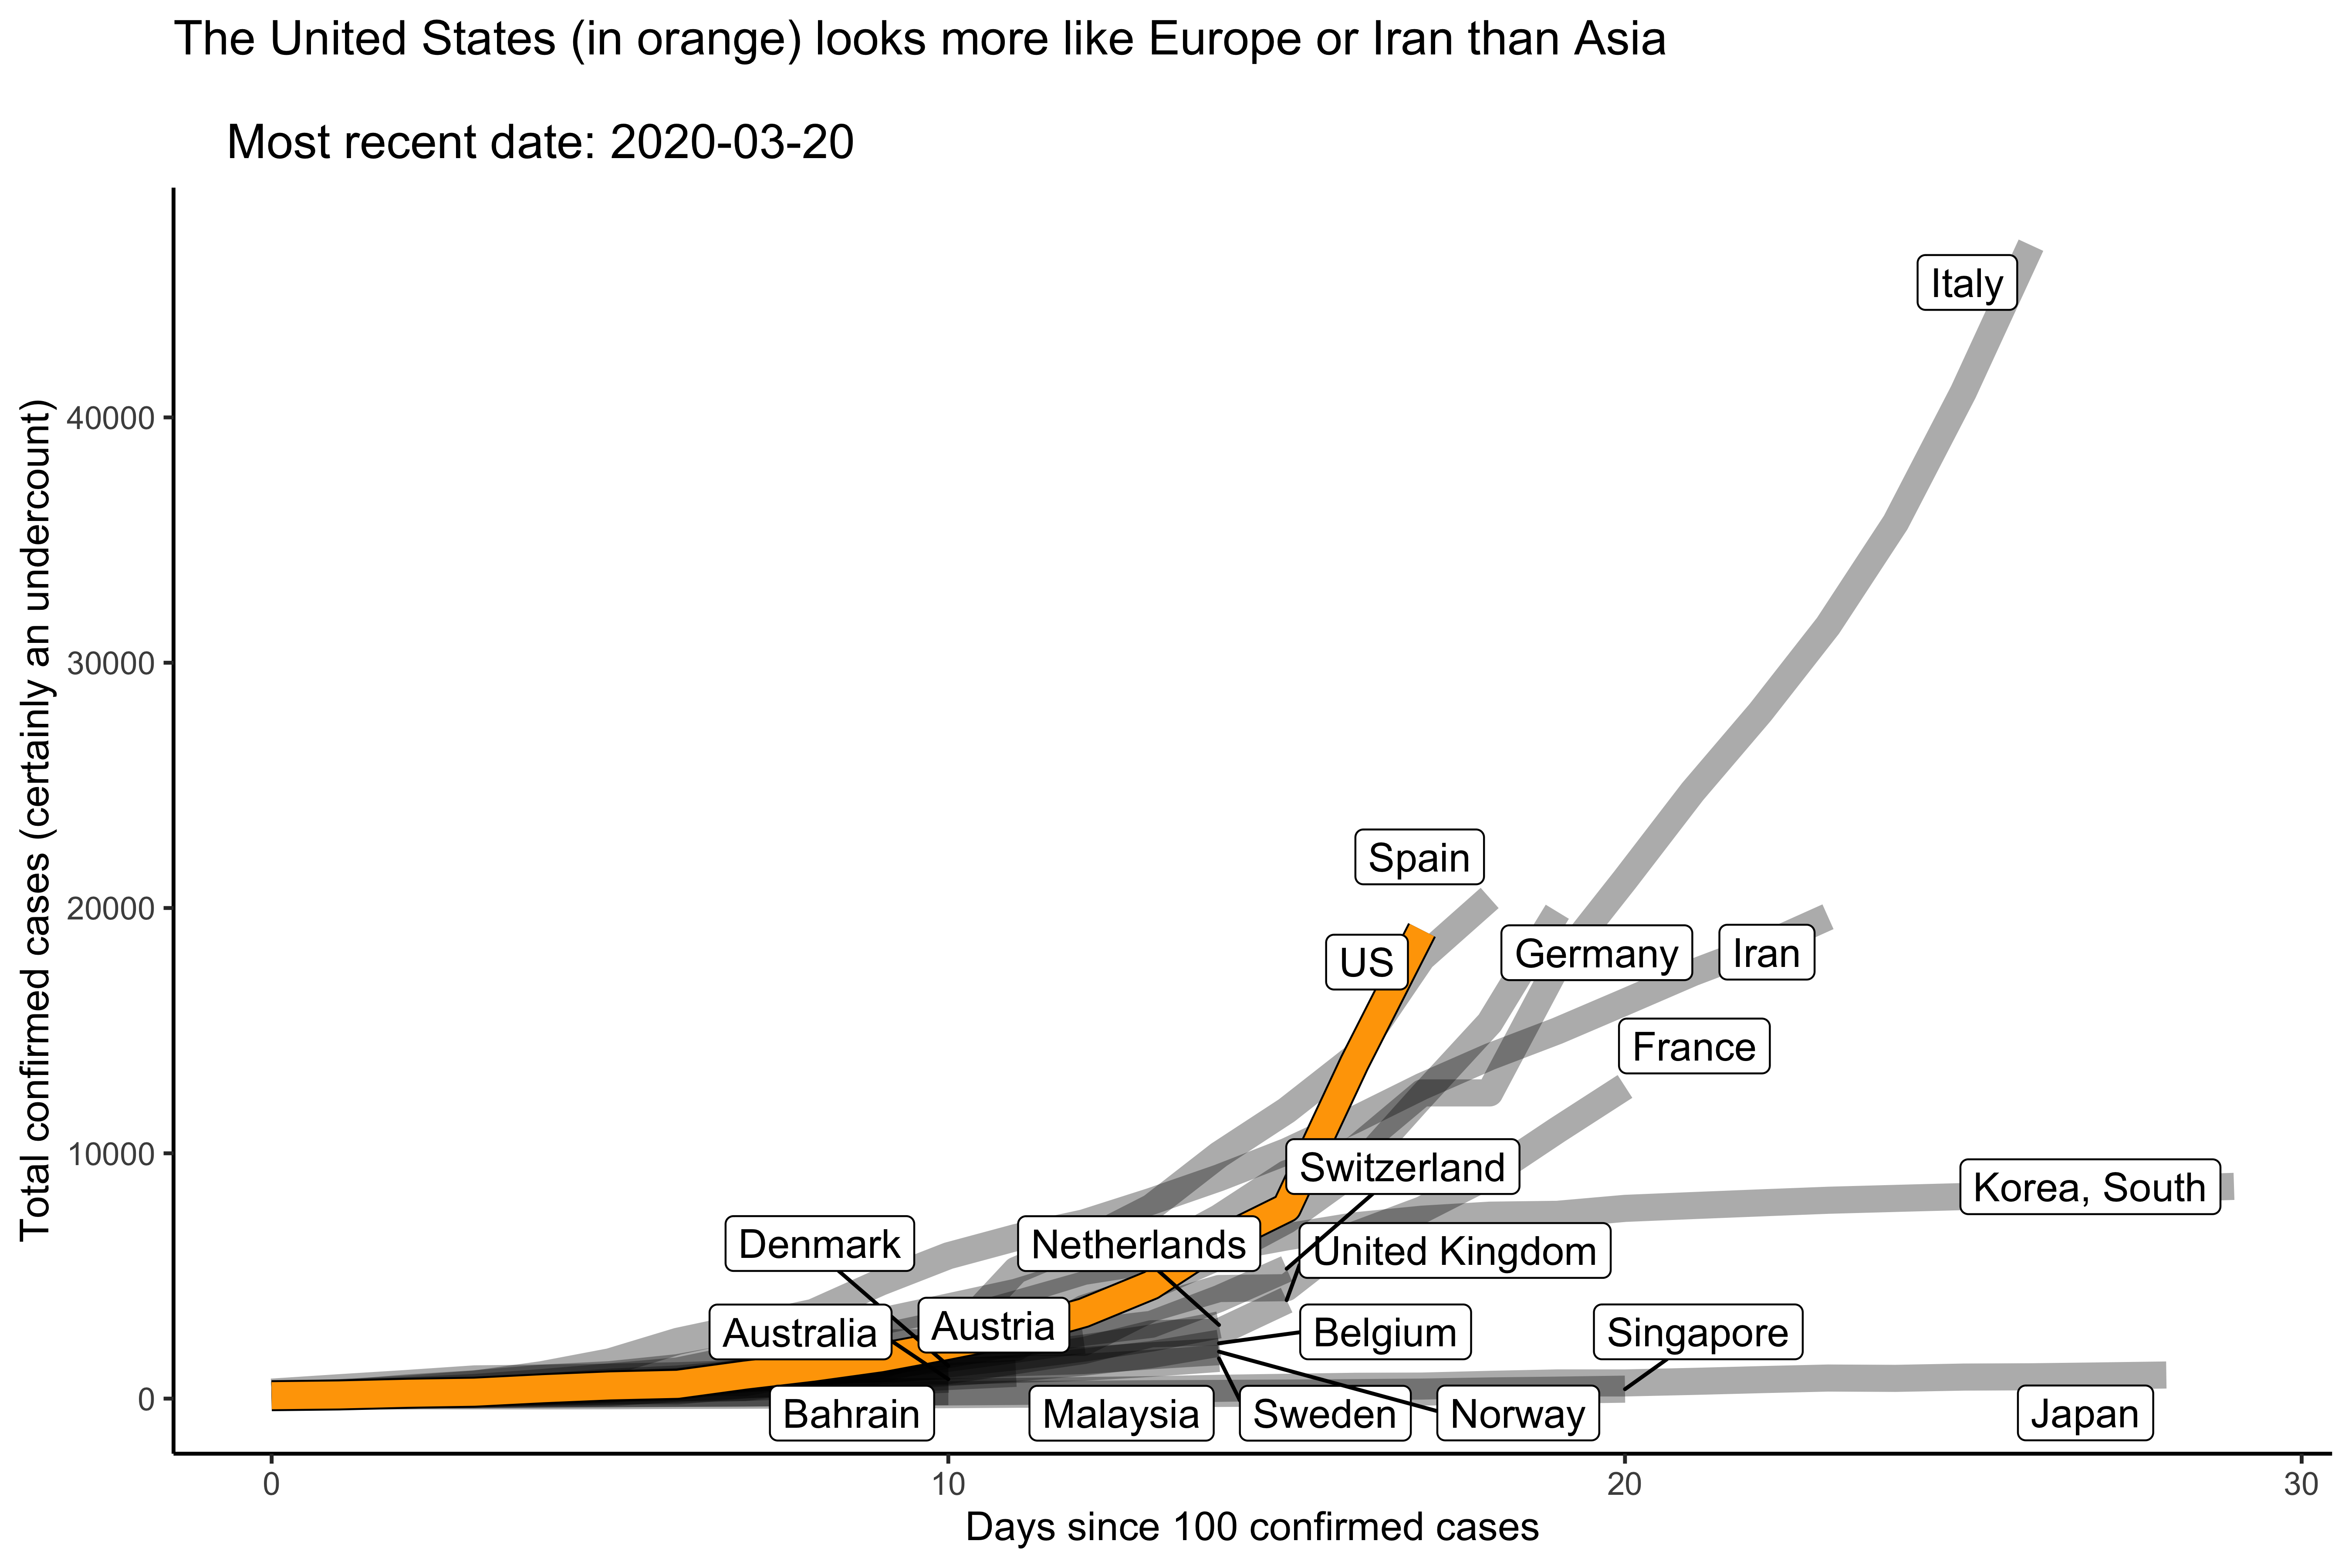 The United States (in orange) looks more like Europe or Iran than Asia
Most recent date: 2020-03-20
Total confirmed cases (certainly an undercount)
40000
30000
20000
10000
0
Italy
Spain
US
Germany
Iran
France
Switzerland
Korea, South
Denmark
Netherlands
United Kingdom
Australia
Austria
Belgium
Singapore
Bahrain
Malaysia
Sweden
Norway
Japan
0
10
20
30
Days since 100 confirmed cases